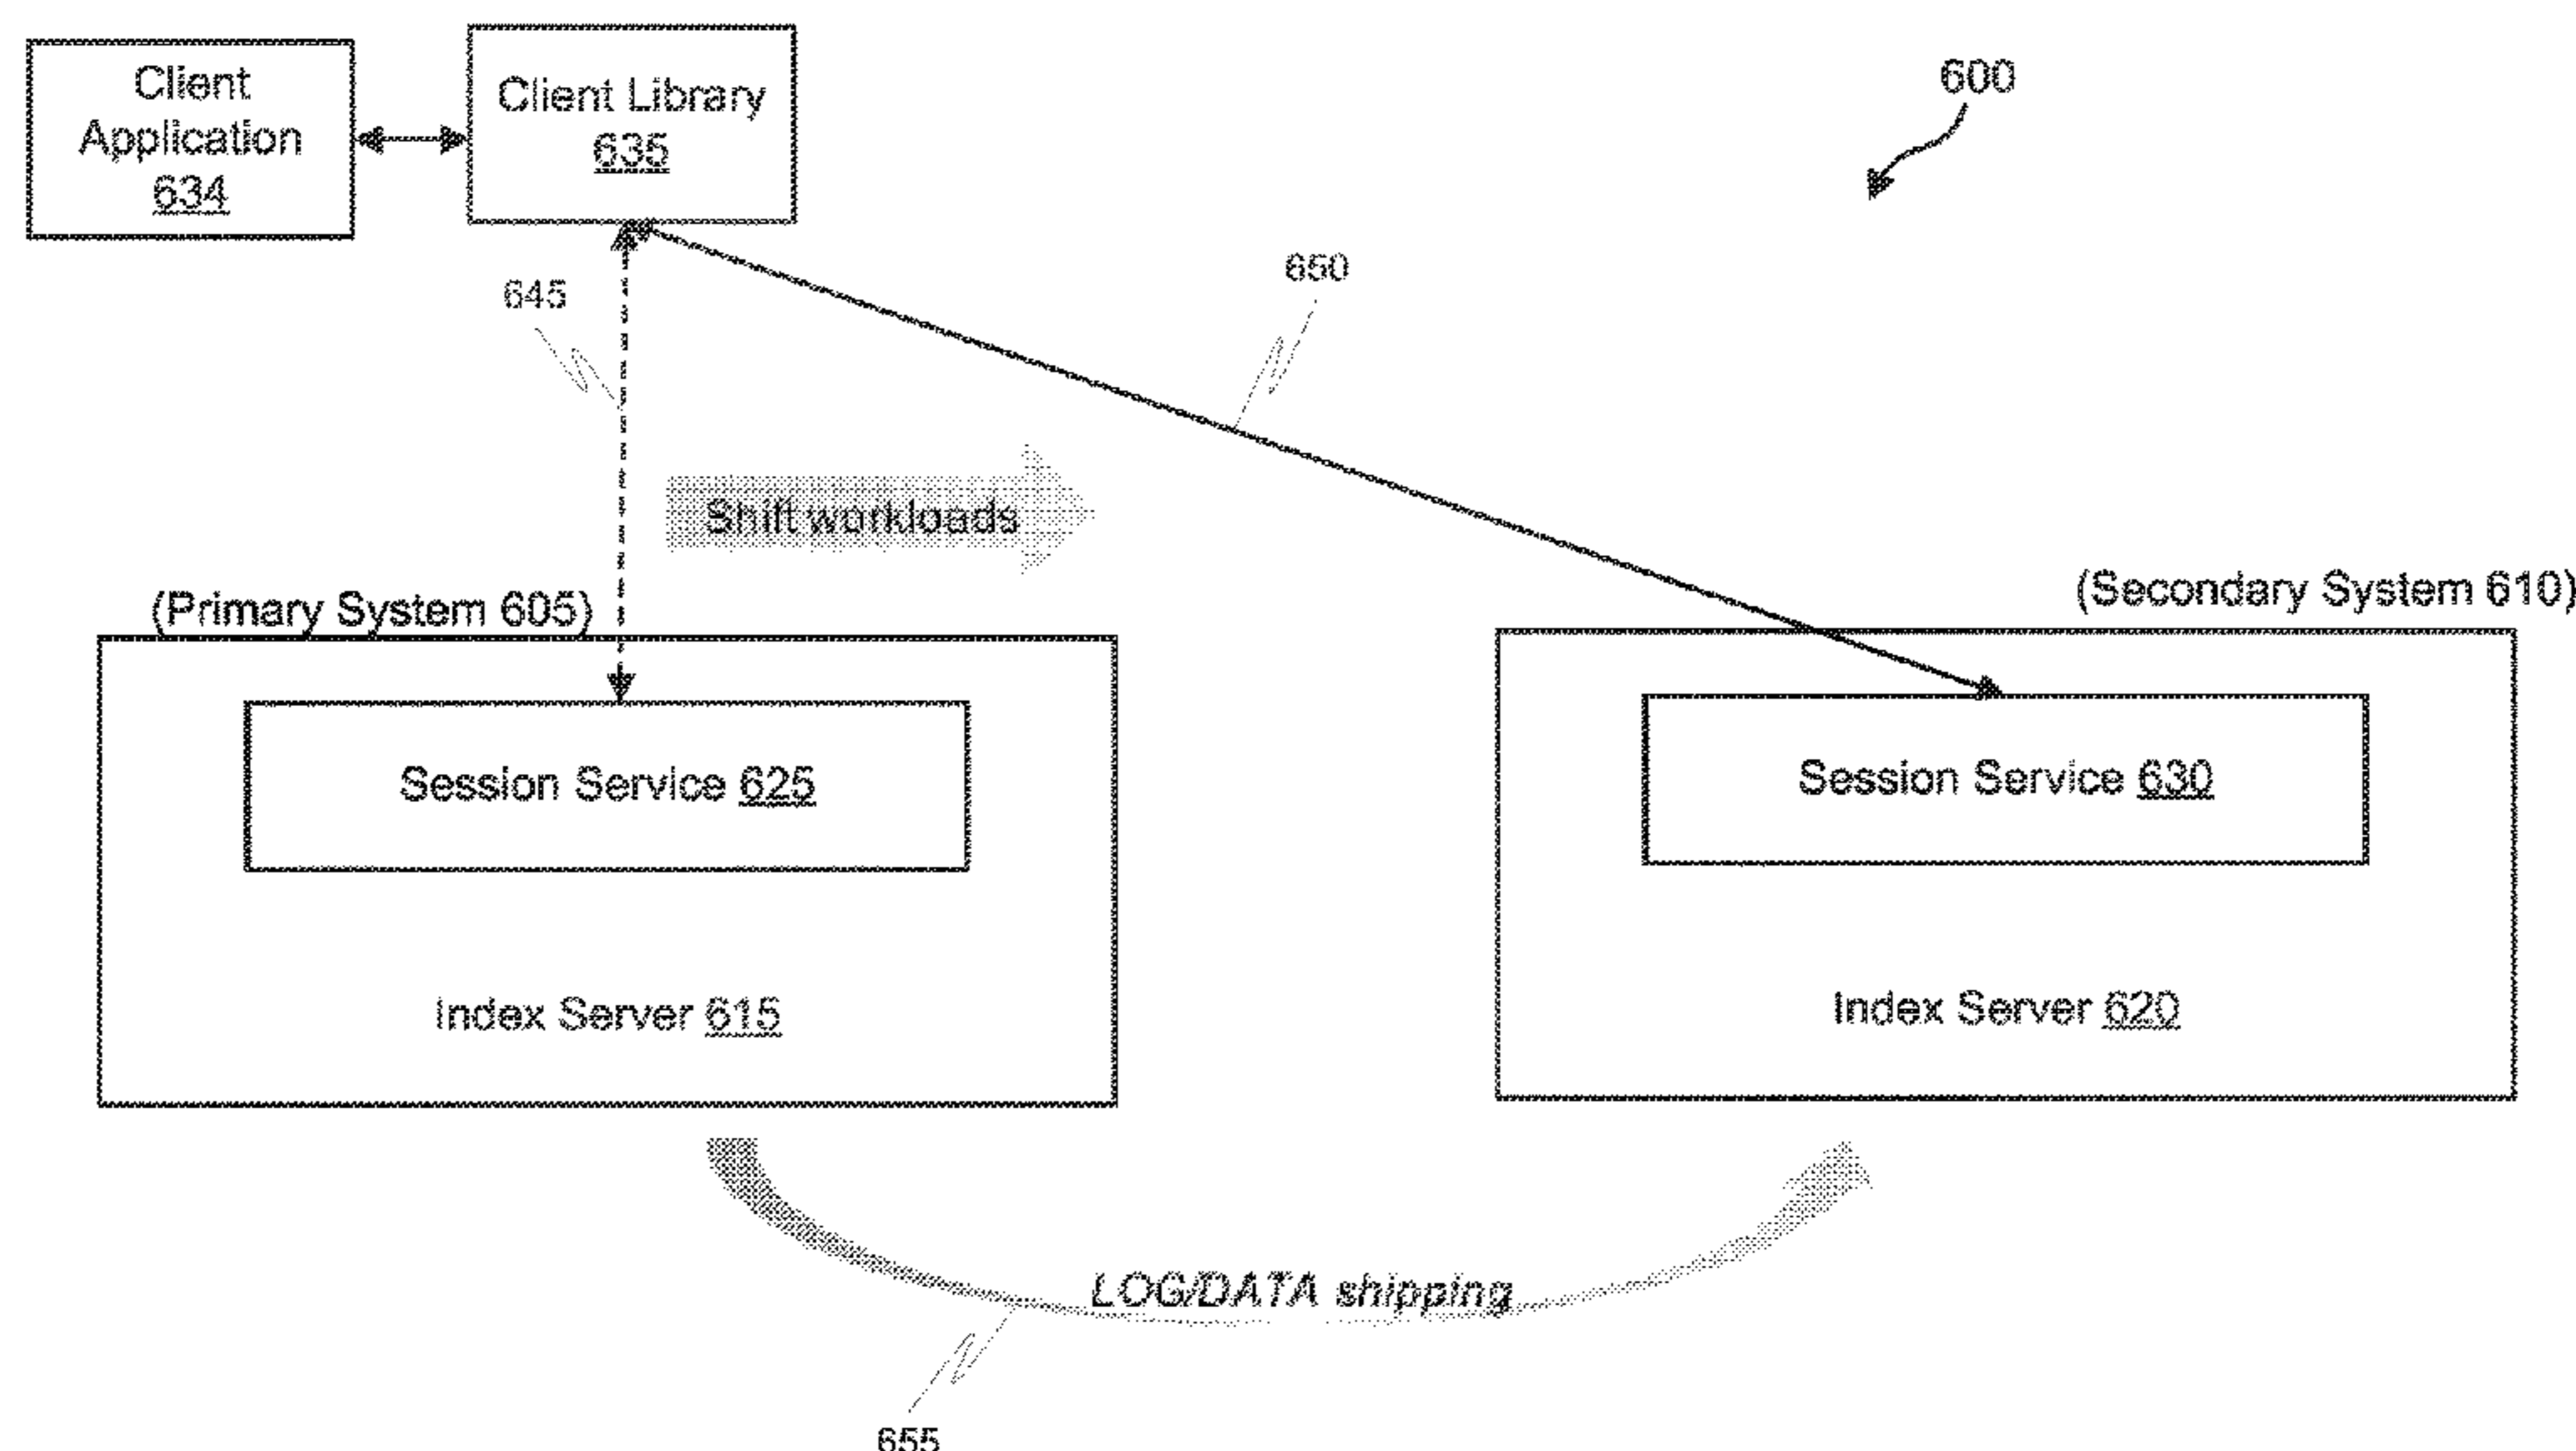 Client
Application
634
Client Library
635
600
645
650
Shift workloads
(Primary System 605)
(Secondary System 610)
Session Service 625
Session Service 630
Index Server 615
Index Server 620
LOG/DATA shipping
655